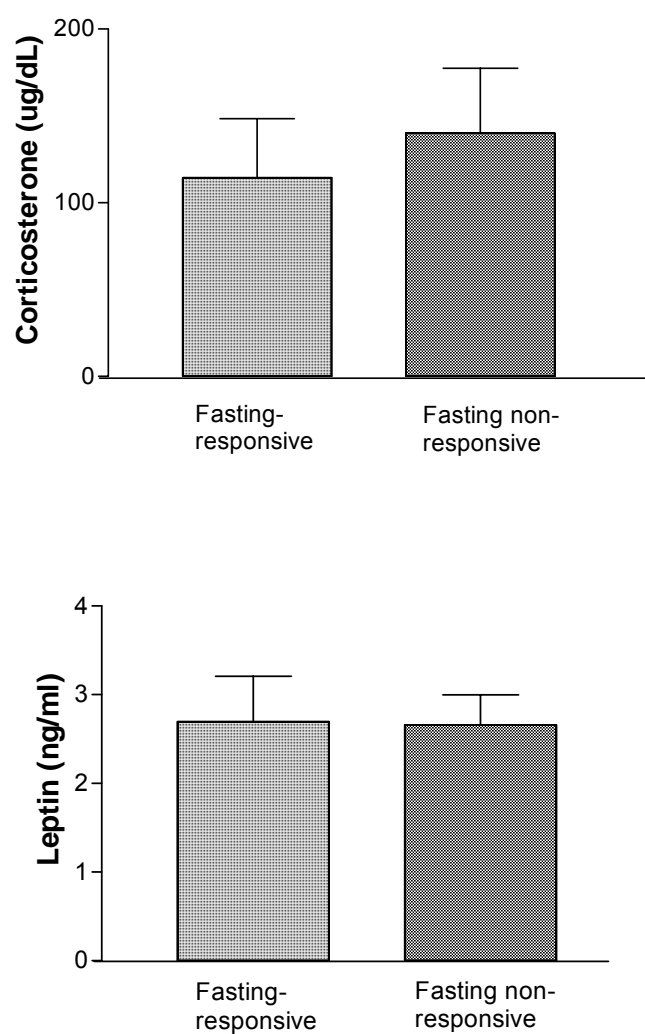 Corticosterone (ug/dL)
200
100
0
Fasting-
responsive
Fasting non-
responsive
Leptin (ng/ml)
4
3
2
1
0
Fasting-
responsive
Fasting non-
responsive